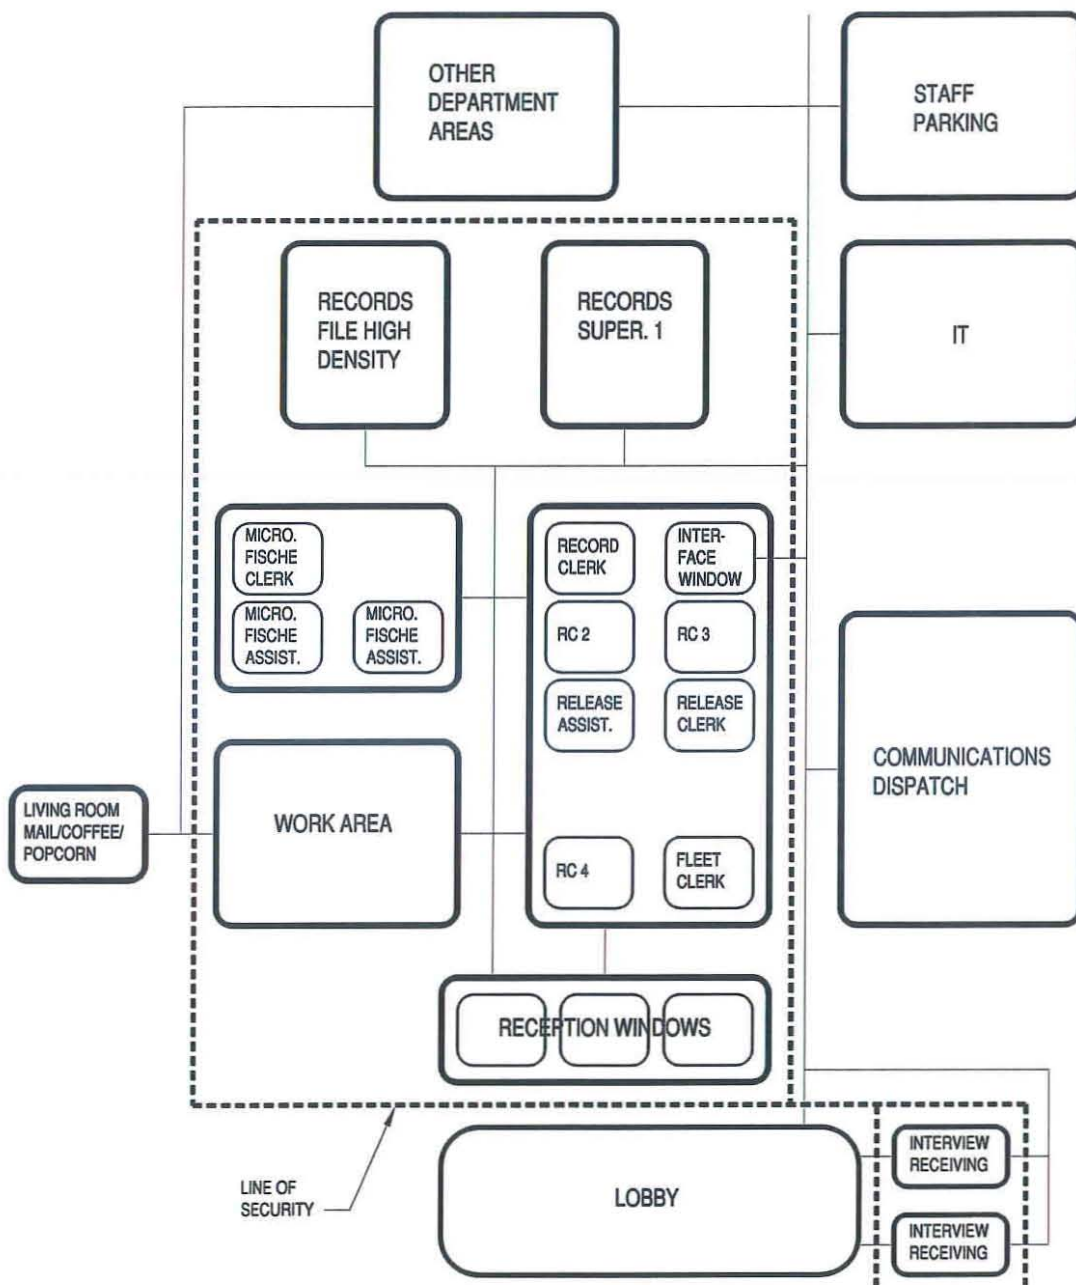 OTHER
DEPARTMENT
AREAS
STAFF
PARKING
RECORDS
FILE HIGH
DENSITY
RECORDS
SUPER. 1
IT
MICRO.
FISCHE
CLERK
MICRO.
FISCHE
ASSIST.
MICRO.
FISCHE
ASSIST.
RECORD
CLERK
INTER-
FACE
WINDOW
RC 2
RC 3
RELEASE
ASSIST.
RELEASE
CLERK
COMMUNICATIONS
DISPATCH
LIVING ROOM
MAIL/COFFEE/
POPCORN
WORK AREA
RC 4
FLEET
CLERK
RECEPTION WINDOWS
LINE OF
SECURITY
LOBBY
INTERVIEW
RECEIVING
INTERVIEW
RECEIVING